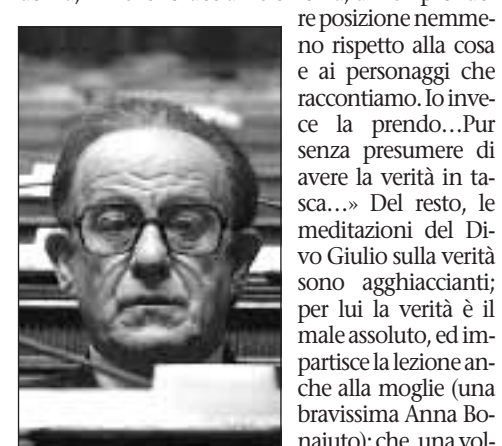 re posizione nemme-
no rispetto alla cosa
e ai personaggi che
raccontiamo. Io inve-
ce la prendo…Pur
senza presumere di
avere la verità in ta-
sca…» Del resto, le
meditazioni del Di-
vo Giulio sulla verità
sono agghiaccianti;
per lui la verità è il
male assoluto, ed im-
partisce la lezione an-
che alla moglie (una
bravissima Anna Bo-
najuto): che, una vol-